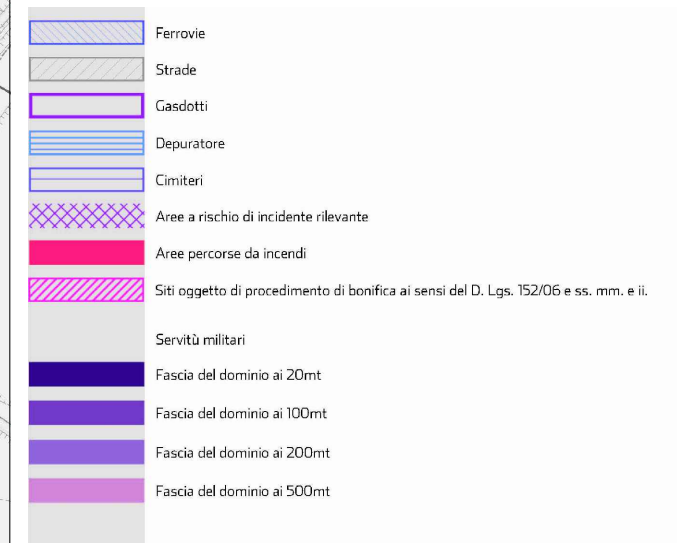 Ferrovie
Strade
Gasdotti
Depuratore
Cimiteri
Aree a rischio di incidente rilevante
Aree percorse da incendi
Siti oggetto di procedimento di bonifica ai sensi del D. Lgs. 152/06 e ss. mm. e ii.
Servitù militari
Fascia del dominio ai 20mt
Fascia del dominio ai 100mt
Fascia del dominio ai 200mt
Fascia del dominio ai 500mt